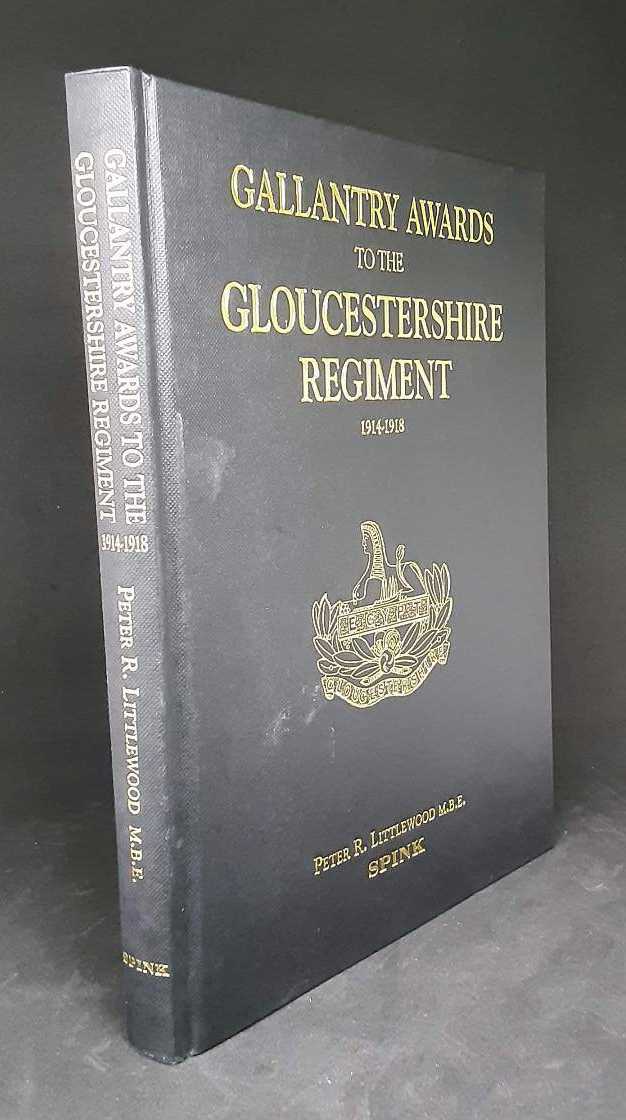 GALLANTRY AWARDS
TO THE
GLOUCESTERSHIRE
REGIMENT
1914-1918
EGYPT
GLOUCESTERSHIRE
PETER R. LITTLEWOOD M.B.E.
SPINK
GALLANTRY AWARDS TO THE
GLOUCESTERSHIRE REGIMENT
1914-1918
PETER R. LITTLEWOOD M.B.E.
SPINK